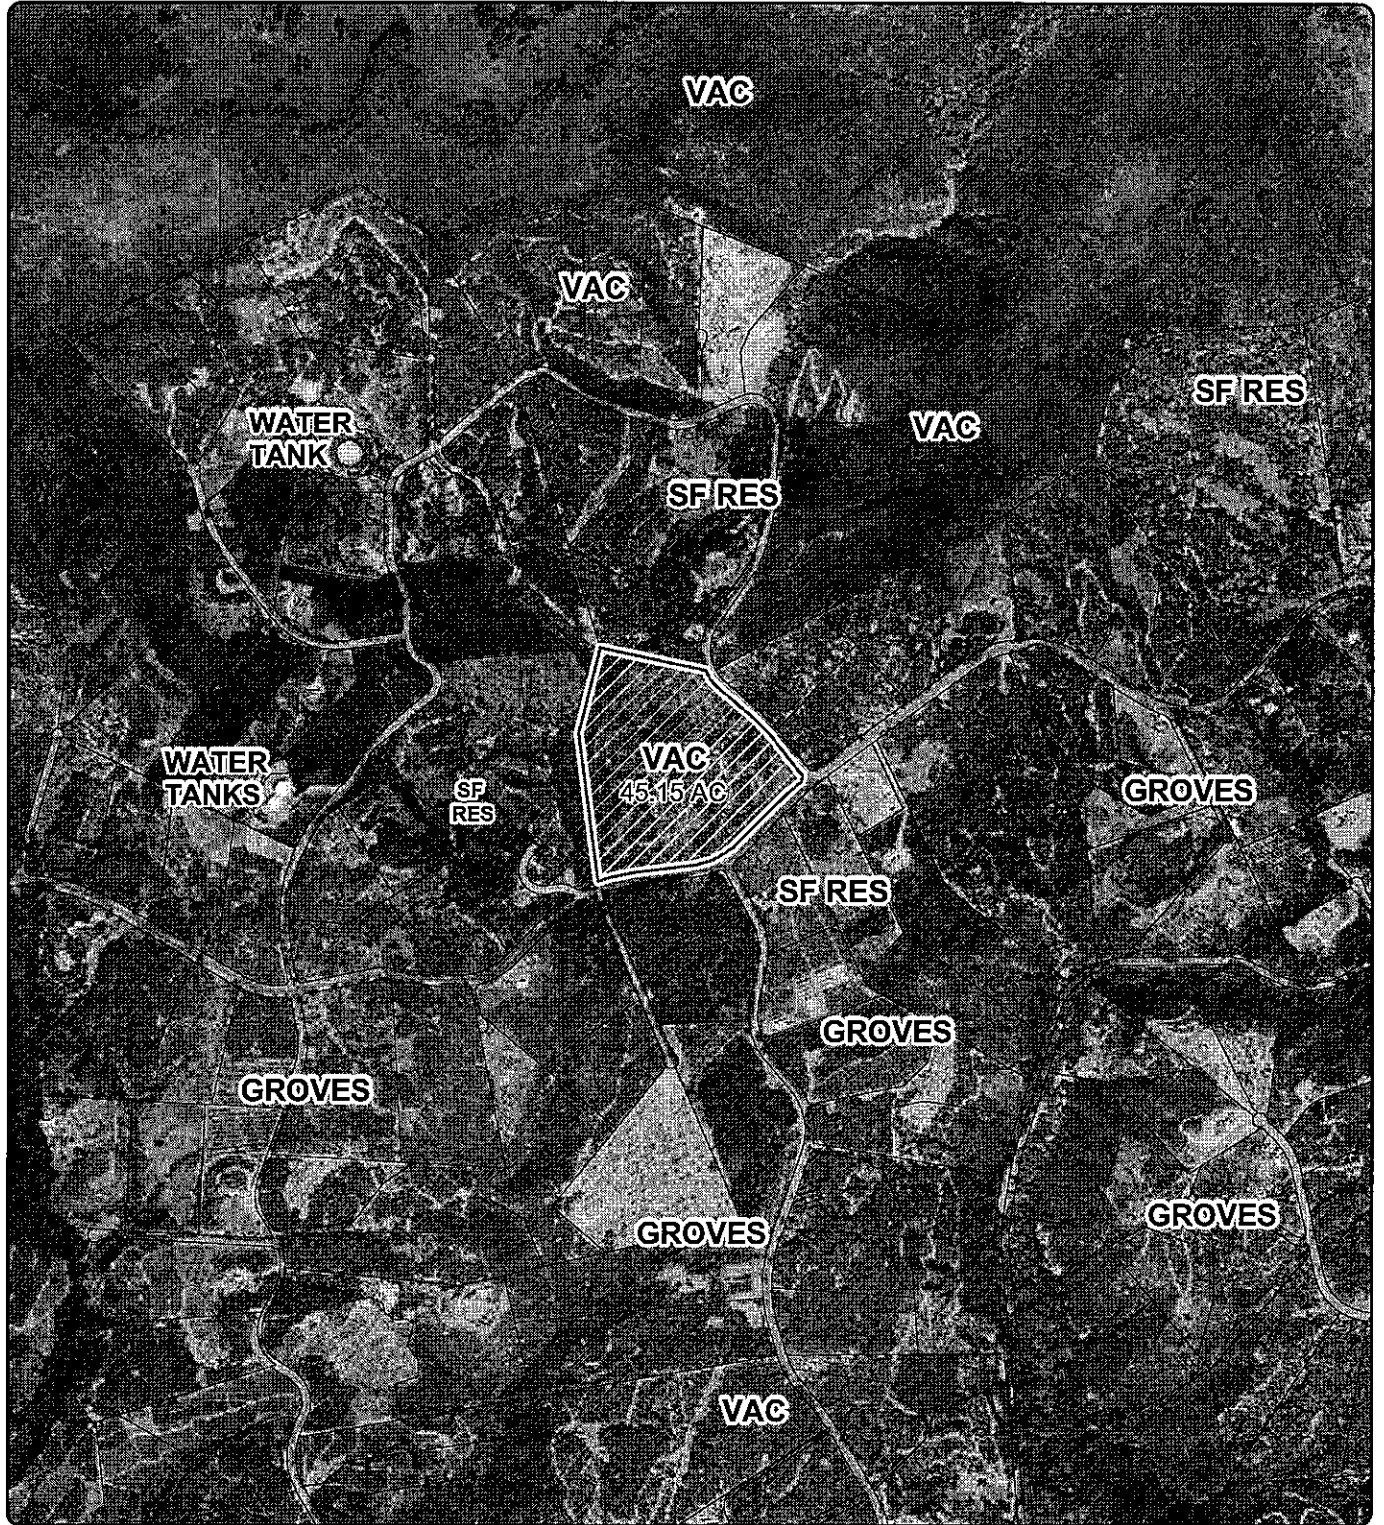 VAC
VAC
SF RES
WATER
TANK
VAC
SF RES
VAC
45.15 AC
WATER
TANKS
SF
RES
GROVES
SF RES
GROVES
GROVES
GROVES
GROVES
VAC